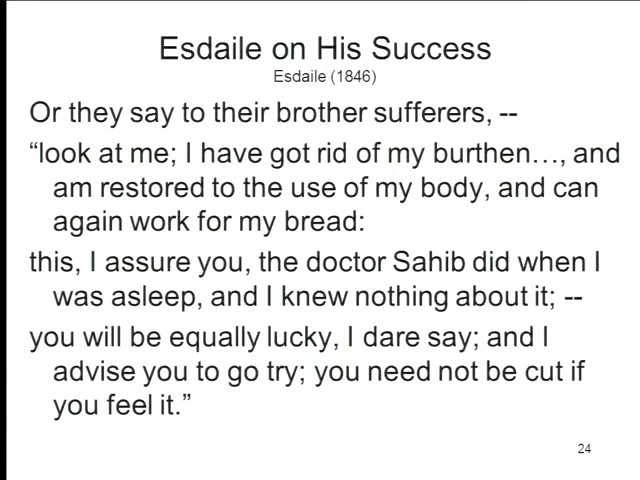 Esdaile on His Success
Esdaile (1846)
Or they say to their brother sufferers, --
“look at me; I have got rid of my burthen…, and
am restored to the use of my body, and can
again work for my bread:
this, I assure you, the doctor Sahib did when I
was asleep, and I knew nothing about it; --
you will be equally lucky, I dare say; and I
advise you to go try; you need not be cut if
you feel it.”
24